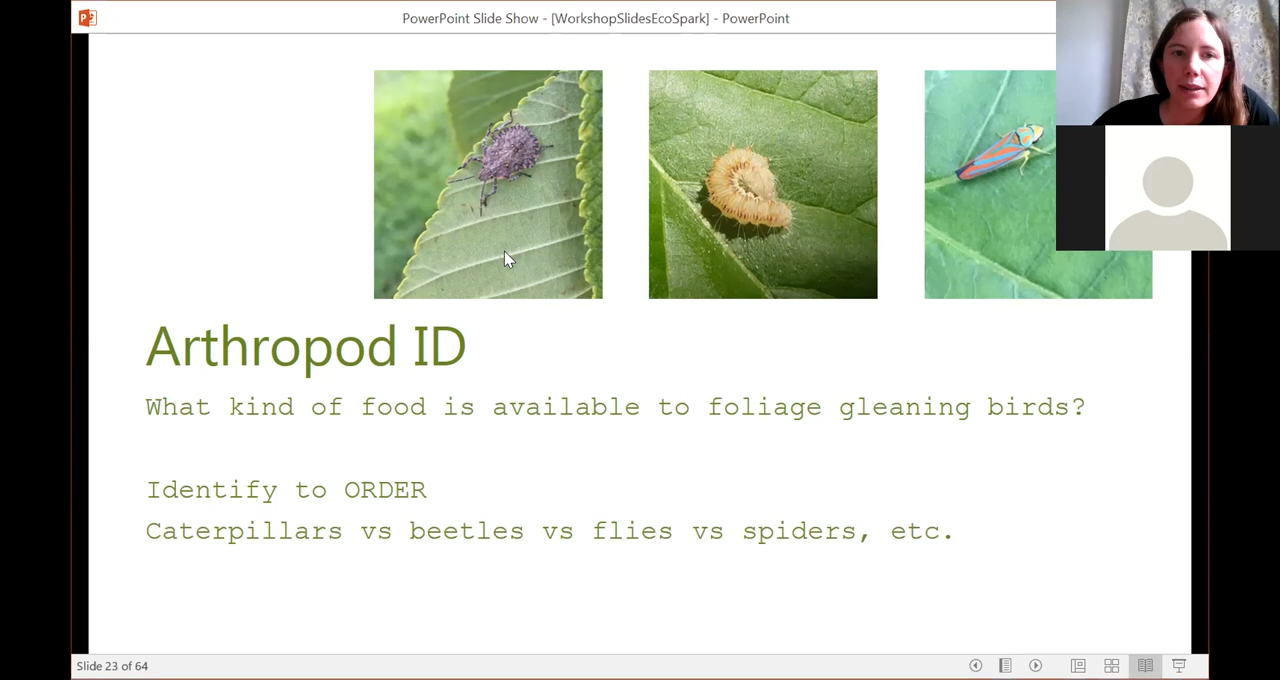 PowerPoint Slide Show - [WorkshopSlidesEcoSpark] - PowerPoint
Arthropod ID
What kind of food is available to foliage gleaning birds?
Identify to ORDER
Caterpillars vs beetles vs flies vs spiders, etc.
Slide 23 of 64